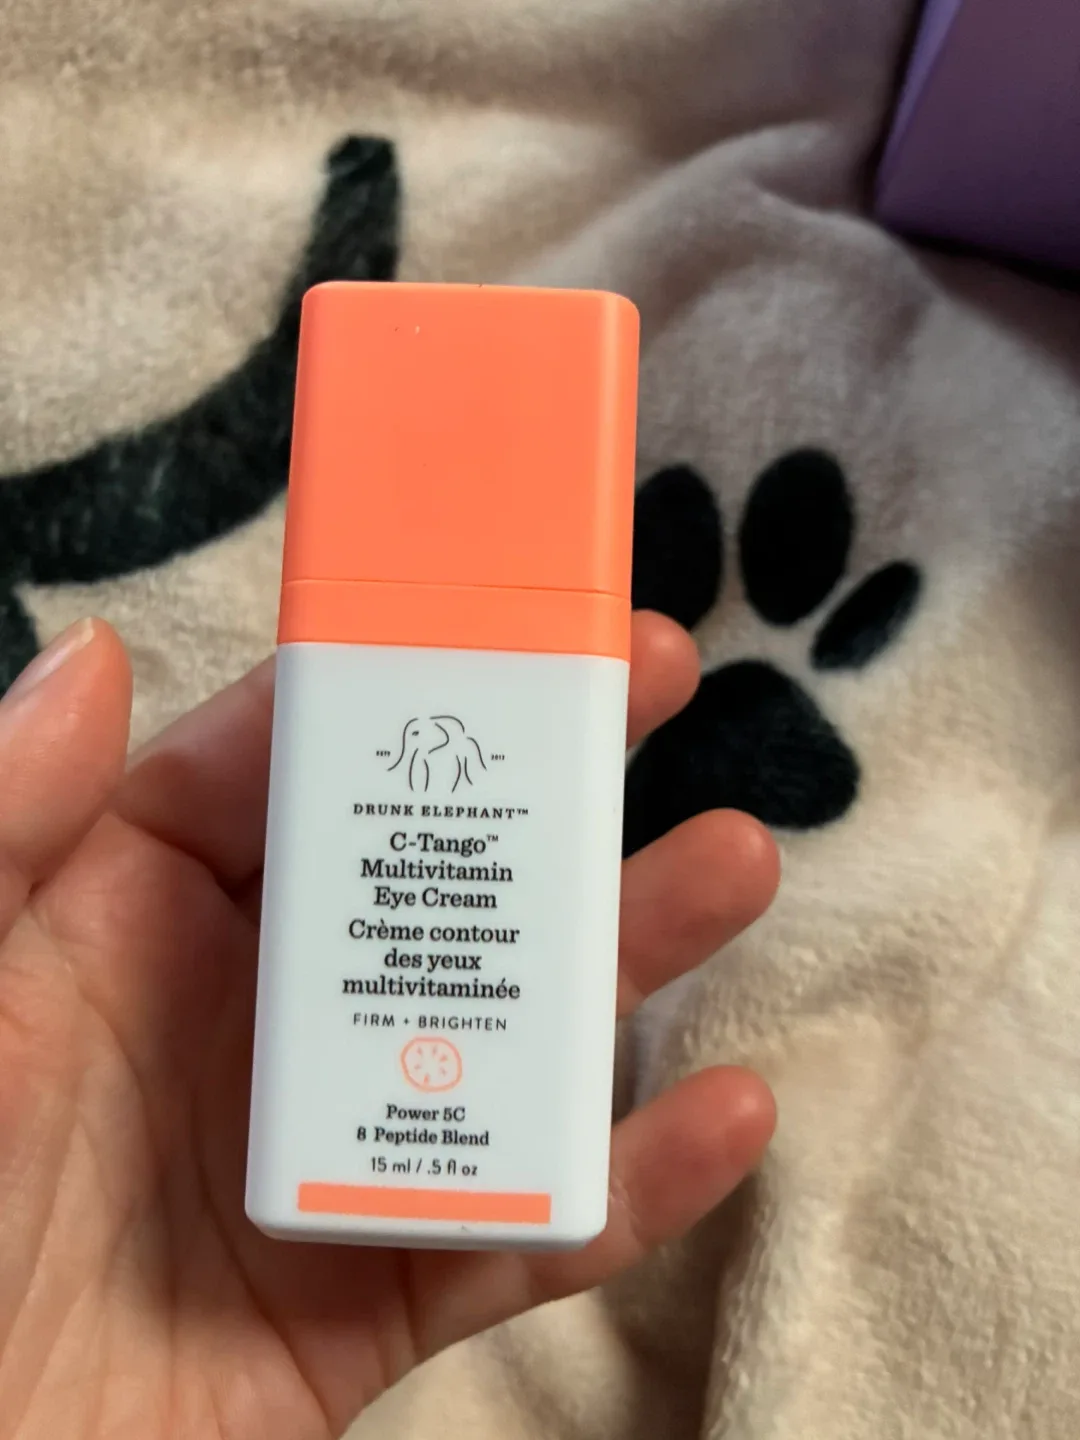 DRUNK ELEPHANT™
C-Tango™
Multivitamin
Eye Cream
Crème contour
des yeux
multivitaminée
FIRM + BRIGHTEN
Power 5C
8 Peptide Blend
15 ml / .5 fl oz